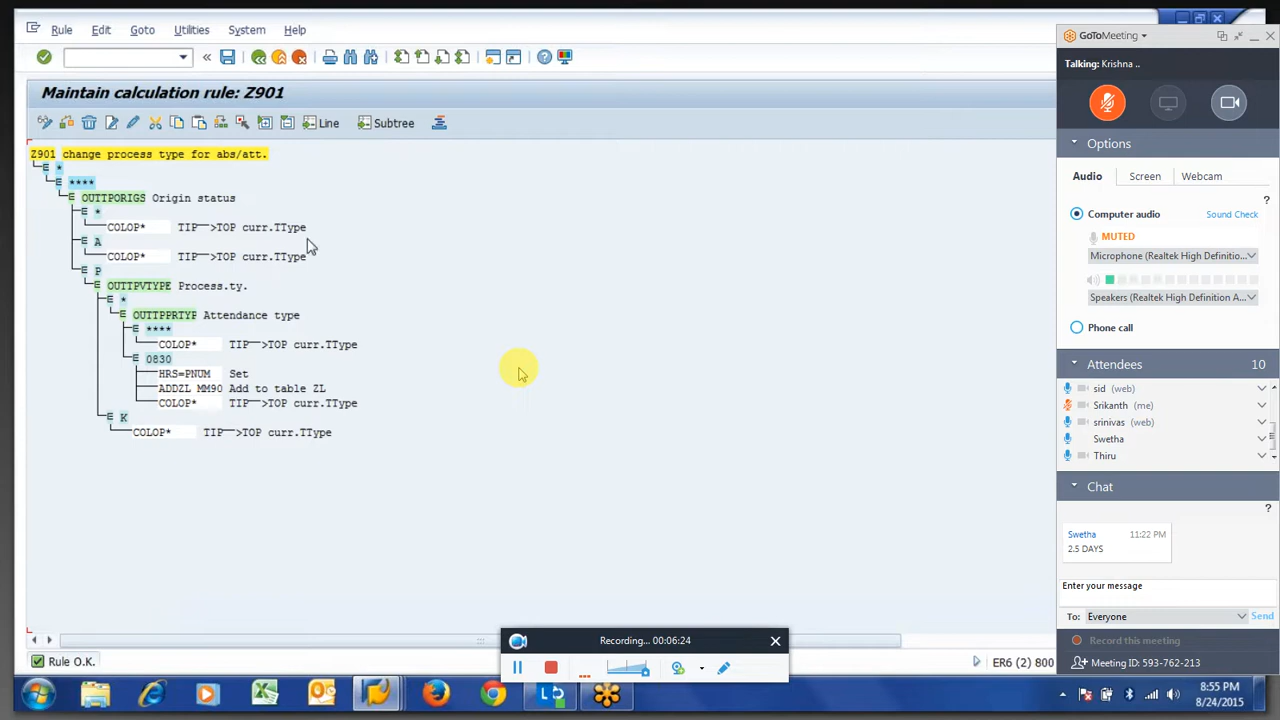 Rule Edit Goto Utilities System Help
Maintain calculation rule: Z901
Line Subtree
Z901 change process type for abs/att.
*
****
OUTTPORIGS Origin status
*
COLOP* TIP—>TOP curr.TType
A
COLOP* TIP—>TOP curr.TType
P
OUTTPVTYPE Process.ty.
*
OUTTPPRTYP Attendance type
****
COLOP* TIP—>TOP curr.TType
0830
HRS=PNUM Set
ADDZL MM90 Add to table ZL
COLOP* TIP—>TOP curr.TType
K
COLOP* TIP—>TOP curr.TType
Rule O.K.
ER6 (2) 800
Recording... 00:06:24
GoToMeeting
Talking: Krishna ..
Options
Audio Screen Webcam
?
Computer audio Sound Check
MUTED
Microphone (Realtek High Definitio...
Speakers (Realtek High Definition A...
Phone call
Attendees 10
sid (web)
Srikanth (me)
srinivas (web)
Swetha
Thiru
Chat
?
Swetha 11:22 PM
2.5 DAYS
Enter your message
To: Everyone Send
Record this meeting
Meeting ID: 593-762-213
8:55 PM
8/24/2015